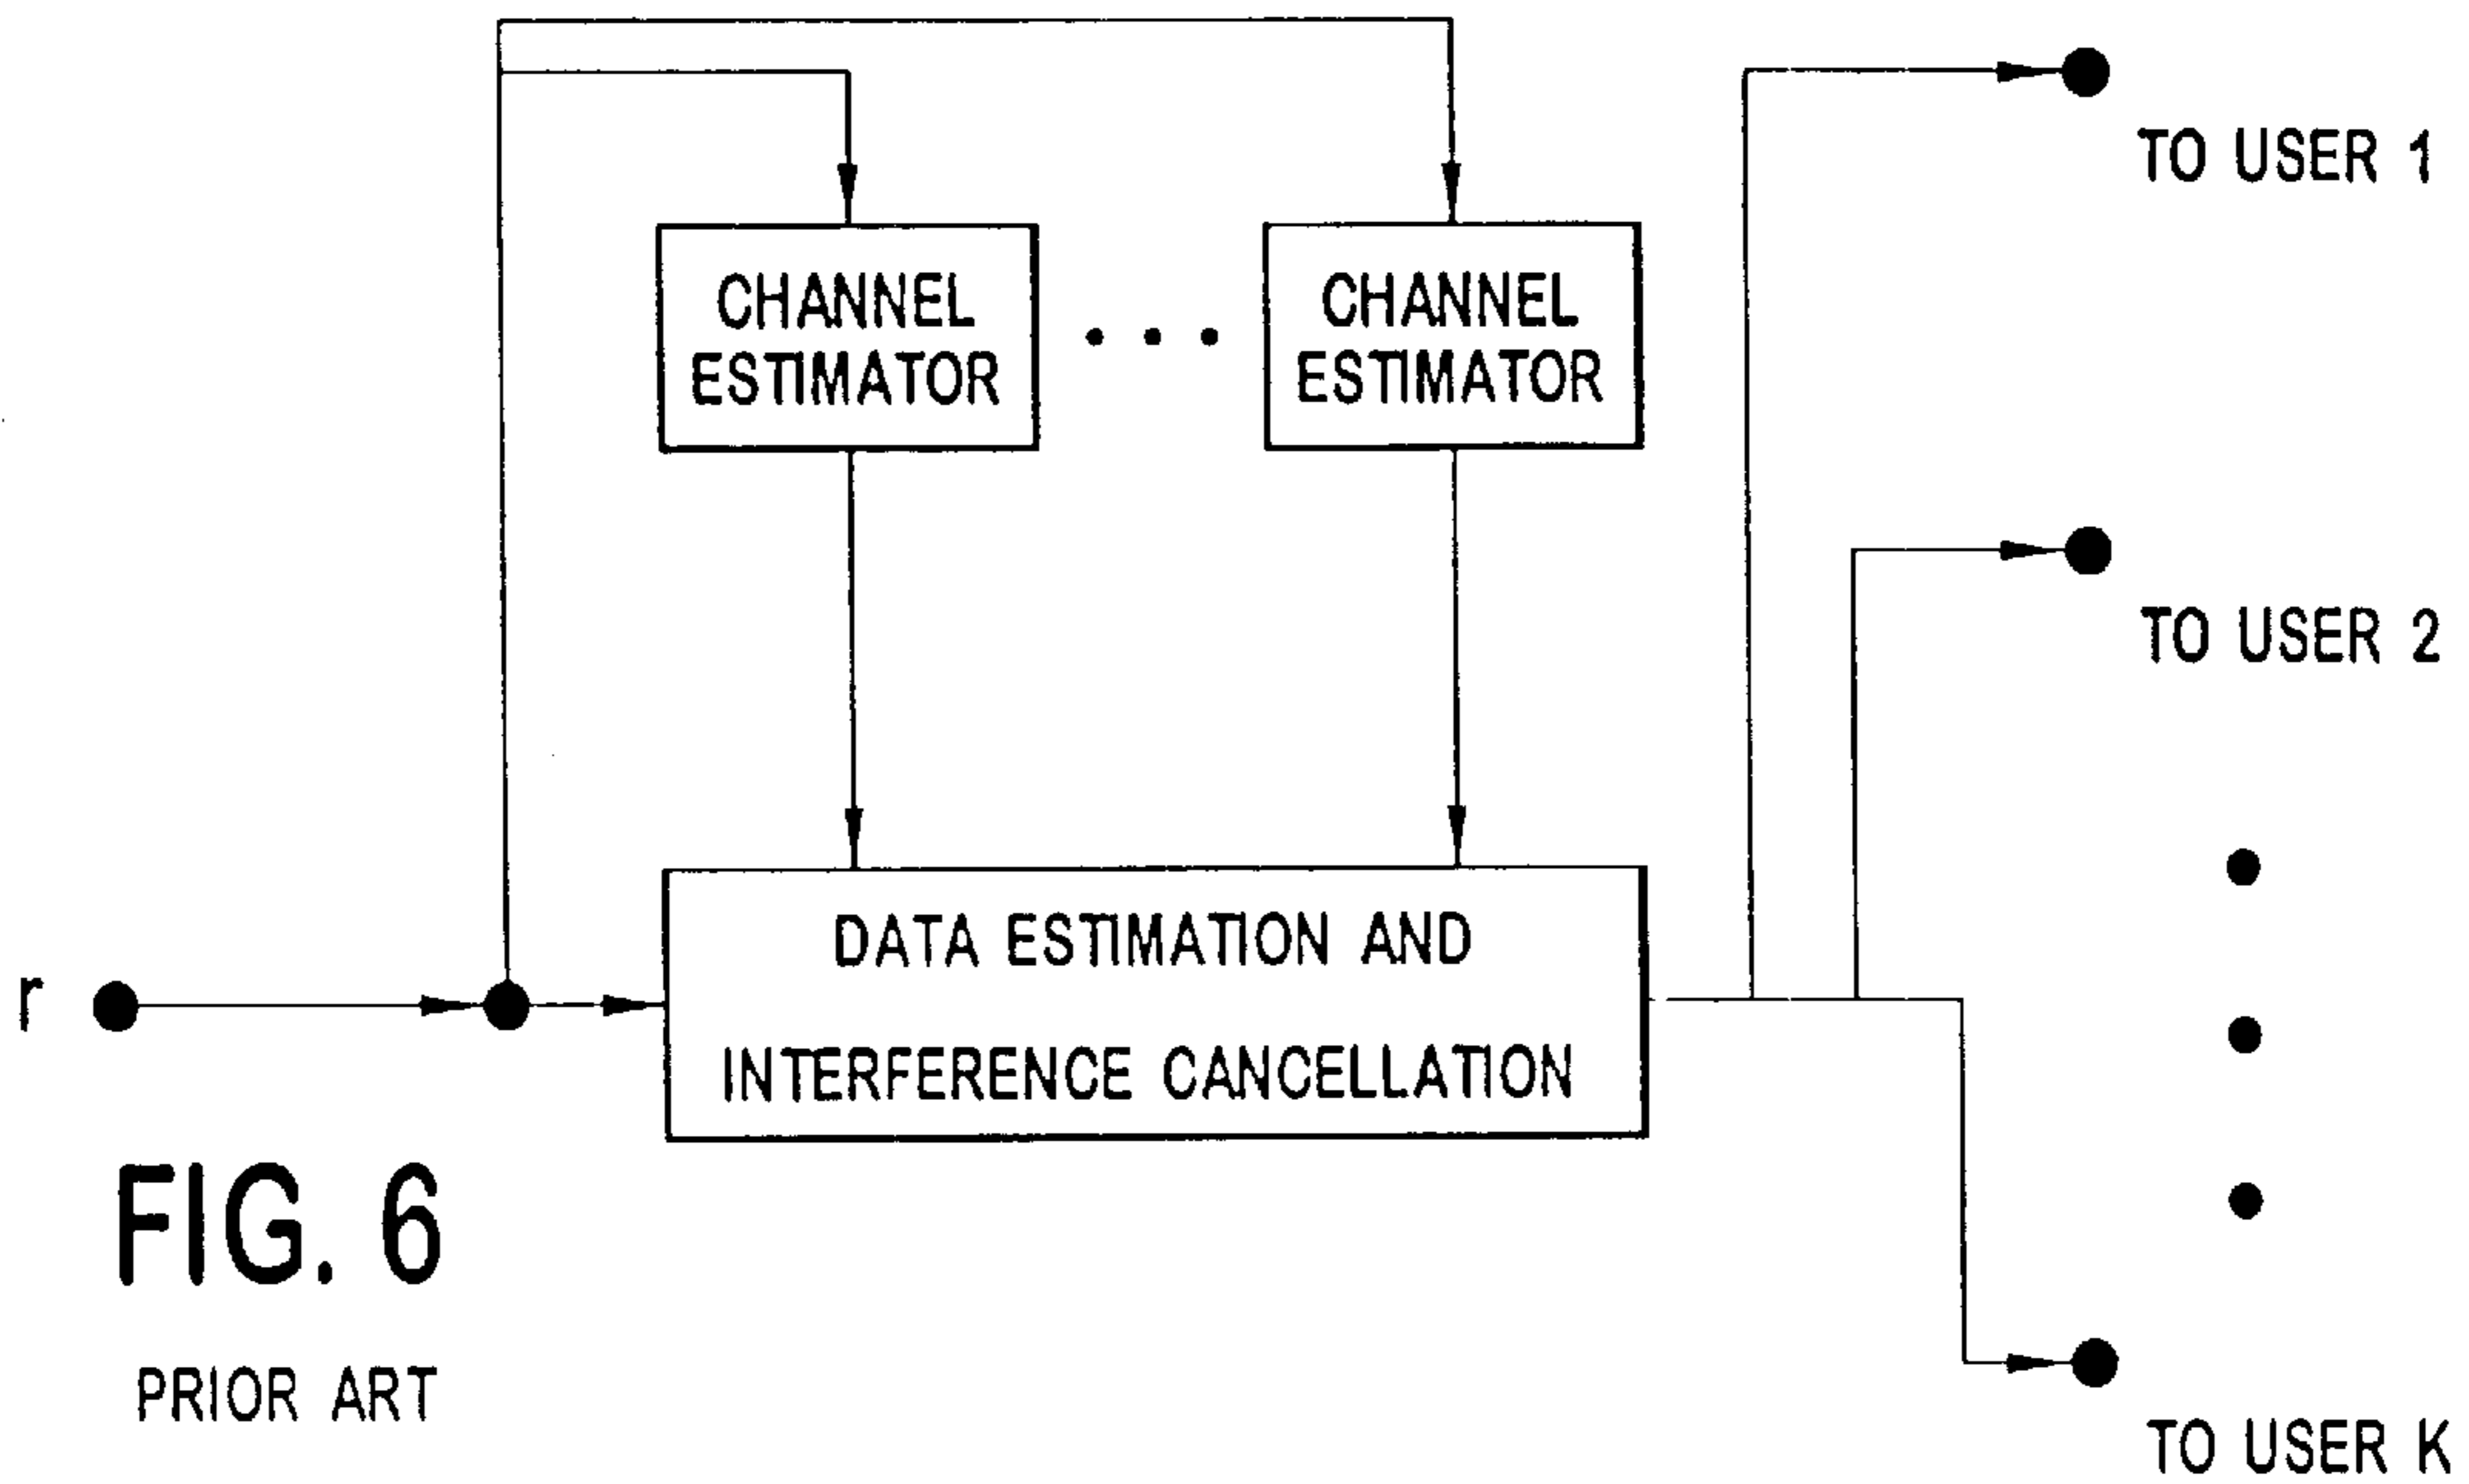 TO USER 1
CHANNEL
ESTIMATOR
CHANNEL
ESTIMATOR
TO USER 2
DATA ESTIMATION AND
INTERFERENCE CANCELLATION
r
FIG. 6
PRIOR ART
TO USER K